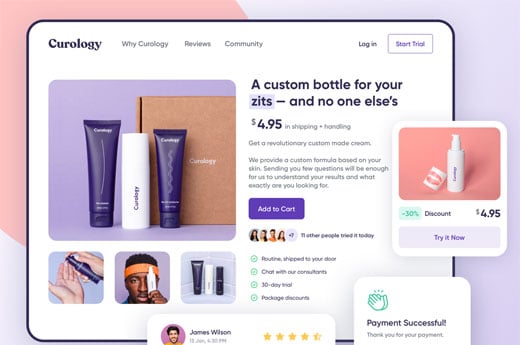 Curology
Why Curology
Reviews
Community
Log in
Start Trial
A custom bottle for your
zits — and no one else's
$4.95 in shipping + handling
Get a revolutionary custom made cream.
We provide a custom formula based on your
skin. Sending you few questions will be enough
for us to understand your results and what
exactly are you looking for.
Add to Cart
+7
11 other people tried it today
Routine, shipped to your door
Chat with our consultants
30-day trial
Package discounts
Curology
Curology
Curology
Curology
-30% Discount $4.95
Try it Now
James Wilson
13 Jan, 4:30 PM
Payment Successful!
Thank you for your payment.